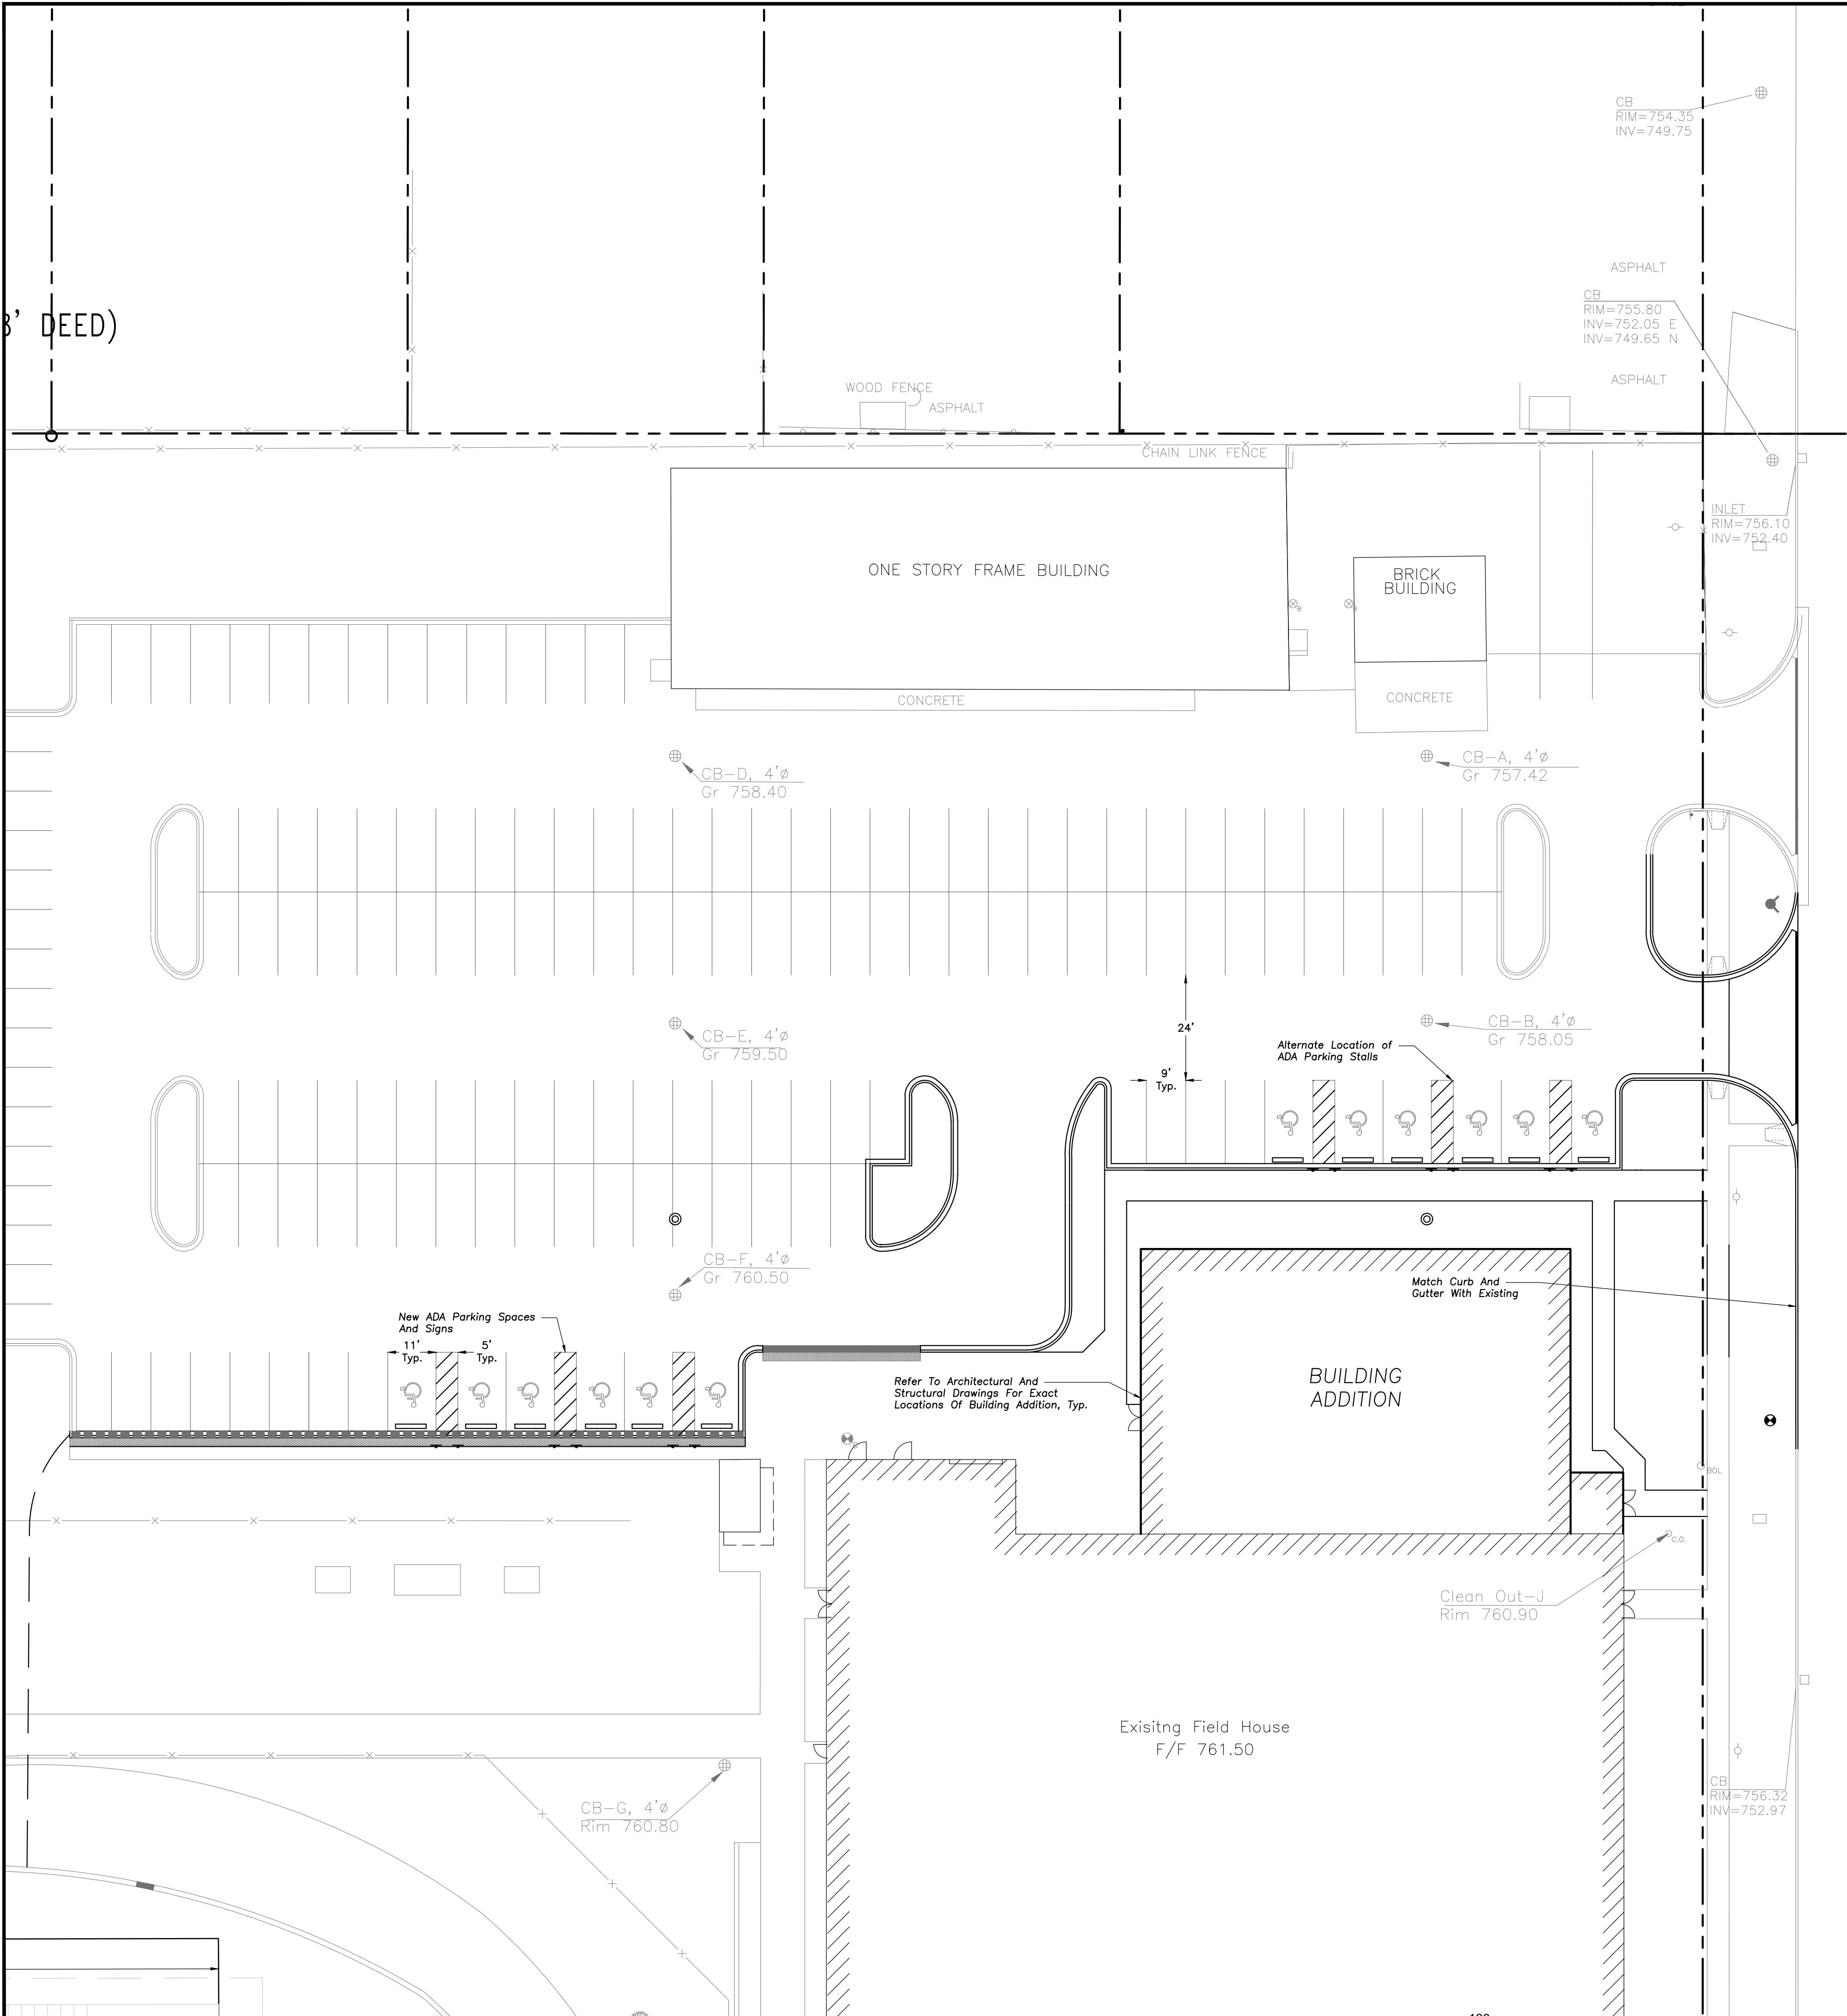 CB
RIM=754.35
INV=749.75
ASPHALT
CB
RIM=755.80
INV=752.05 E
INV=749.65 N
' DEED)
ASPHALT
WOOD FENCE
ASPHALT
CHAIN LINK FENCE
INLET
RIM=756.10
INV=752.40
ONE STORY FRAME BUILDING
BRICK
BUILDING
CONCRETE
CONCRETE
CB-D, 4'ø
Gr 758.40
CB-A, 4'ø
Gr 757.42
24'
CB-E, 4'ø
Gr 759.50
CB-B, 4'ø
Gr 758.05
Alternate Location of
ADA Parking Stalls
9'
Typ.
CB-F, 4'ø
Gr 760.50
Match Curb And
Gutter With Existing
New ADA Parking Spaces
And Signs
11'
Typ.
5'
Typ.
Refer To Architectural And
Structural Drawings For Exact
Locations Of Building Addition, Typ.
BUILDING
ADDITION
BOL
C.O.
Clean Out-J
Rim 760.90
Exisitng Field House
F/F 761.50
CB-G, 4'ø
Rim 760.80
CB
RIM=756.32
INV=752.97